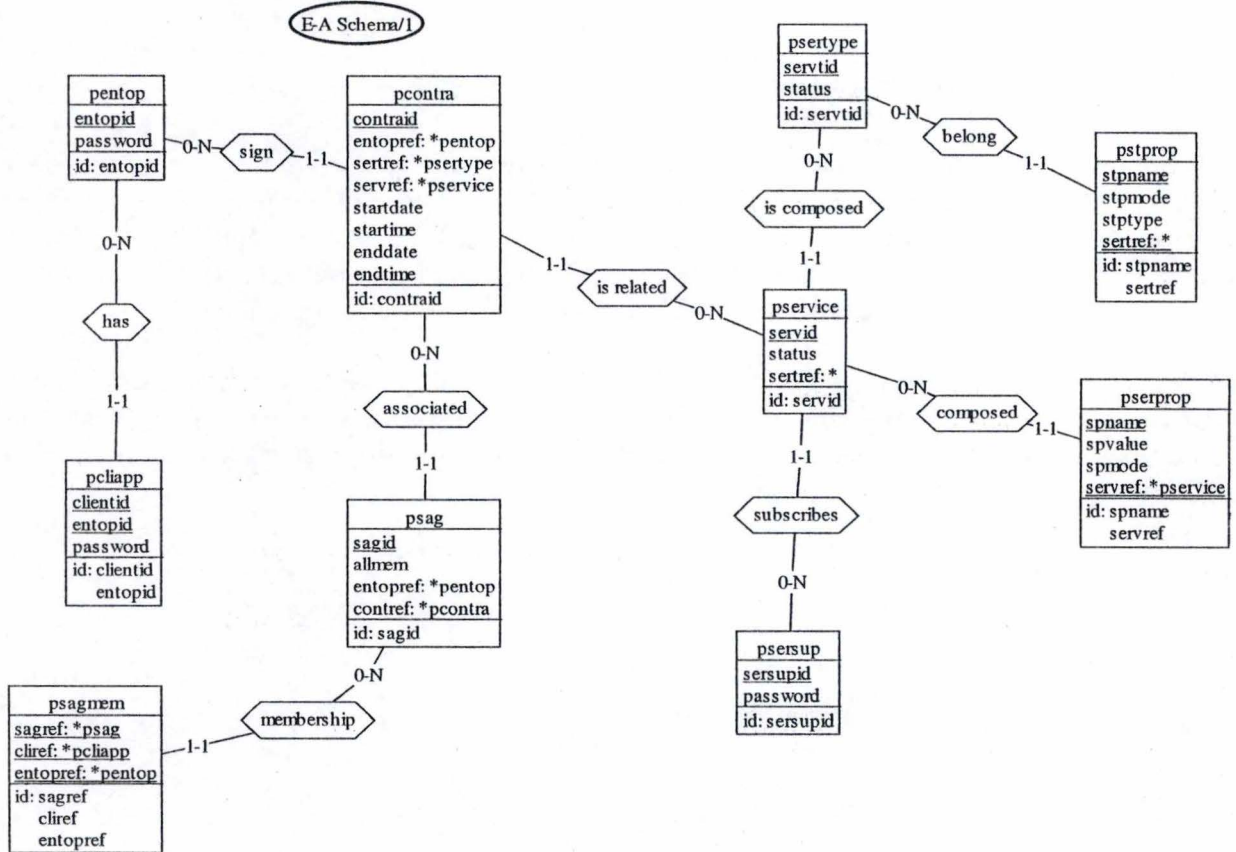 E-A Schema/1
pentop
entopid
password
id: entopid
0-N
sign
1-1
pcontra
contraid
entopref: *pentop
sertref: *psertype
servref: *pservice
startdate
startime
enddate
endtime
id: contraid
psertype
servtid
status
id: servtid
0-N
belong
1-1
pstprop
stpname
stpmode
stptype
sertref: *
id: stpname
sertref
0-N
is composed
1-1
0-N
has
1-1
1-1
is related
0-N
pservice
servid
status
sertref: *
id: servid
0-N
composed
1-1
pserprop
spname
spvalue
spmode
servref: *pservice
id: spname
servref
0-N
associated
1-1
pcliapp
clientid
entopid
password
id: clientid
entopid
psag
sagid
allmem
entopref: *pentop
contref: *pcontra
id: sagid
1-1
subscribes
0-N
psersup
sersupid
password
id: sersupid
0-N
membership
1-1
psagmem
sagref: *psag
cliref: *pcliapp
entopref: *pentop
id: sagref
cliref
entopref